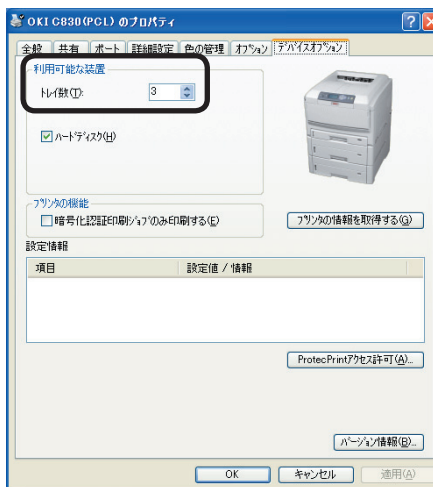 OKI C830(PCL) のプロパティ
全般 共有 ポート 詳細設定 色の管理 オプション デバイスオプション
利用可能な装置
トレイ数(T): 3
ハードディスク(H)
プリンタの機能
暗号化認証印刷ジョブのみ印刷する(E)
プリンタの情報を取得する(G)
設定情報
項目 設定値 / 情報
ProtecPrintアクセス許可(A)...
バージョン情報(B)...
OK キャンセル 適用(A)